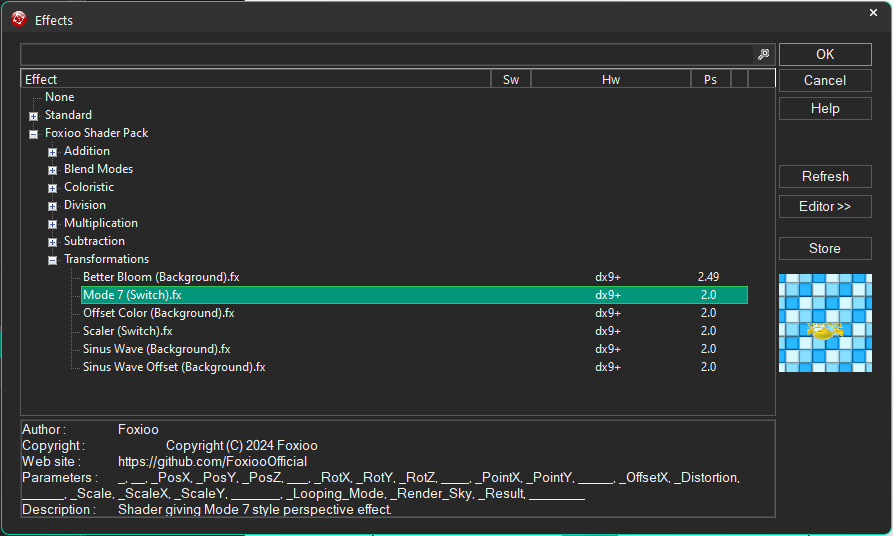 Effects
OK
Effect Sw Hw Ps
Cancel
None
Standard
Help
Foxioo Shader Pack
Addition
Blend Modes
Refresh
Coloristic
Division
Editor >>
Multiplication
Subtraction
Store
Transformations
Better Bloom (Background).fx dx9+ 2.49
Mode 7 (Switch).fx dx9+ 2.0
Offset Color (Background).fx dx9+ 2.0
Scaler (Switch).fx dx9+ 2.0
Sinus Wave (Background).fx dx9+ 2.0
Sinus Wave Offset (Background).fx dx9+ 2.0
Author : Foxioo
Copyright : Copyright (C) 2024 Foxioo
Web site : https://github.com/FoxiooOfficial
Parameters : _, __, _PosX, _PosY, _PosZ, ___, _RotX, _RotY, _RotZ, ____, _PointX, _PointY, _____, _OffsetX, _Distortion,
______, _Scale, _ScaleX, _ScaleY, _______, _Looping_Mode, _Render_Sky, _Result, ________
Description : Shader giving Mode 7 style perspective effect.